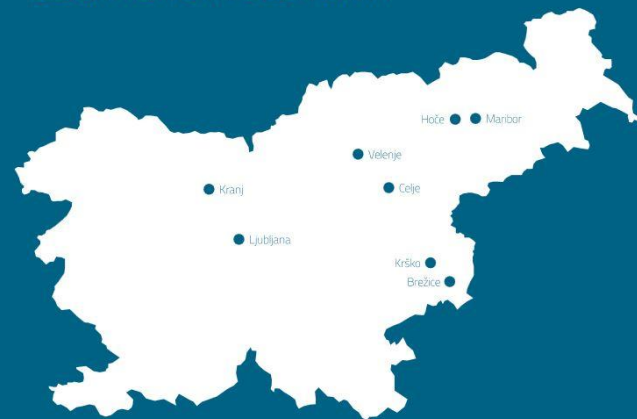 Hoče
Maribor
Velenje
Celje
Kranj
Ljubljana
Krško
Brežice